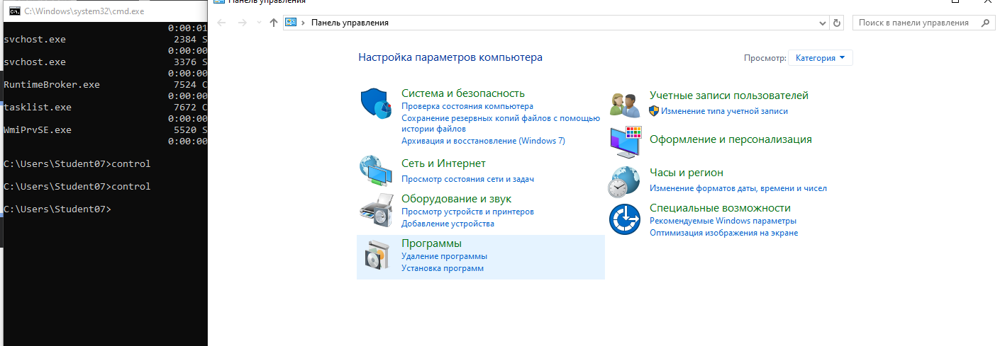 C:\Windows\system32\cmd.exe
0:00:01
svchost.exe 2384 S
0:00:00
svchost.exe 3376 S
0:00:00
RuntimeBroker.exe 7524 C
0:00:00
tasklist.exe 7672 C
0:00:00
WmiPrvSE.exe 5520 S
0:00:00
C:\Users\Student07>control
C:\Users\Student07>control
C:\Users\Student07>
Панель управления
Панель управления
Поиск в панели управления
Настройка параметров компьютера
Просмотр: Категория
Система и безопасность
Проверка состояния компьютера
Сохранение резервных копий файлов с помощью
истории файлов
Архивация и восстановление (Windows 7)
Сеть и Интернет
Просмотр состояния сети и задач
Оборудование и звук
Просмотр устройств и принтеров
Добавление устройства
Программы
Удаление программы
Установка программ
Учетные записи пользователей
Изменение типа учетной записи
Оформление и персонализация
Часы и регион
Изменение форматов даты, времени и чисел
Специальные возможности
Рекомендуемые Windows параметры
Оптимизация изображения на экране